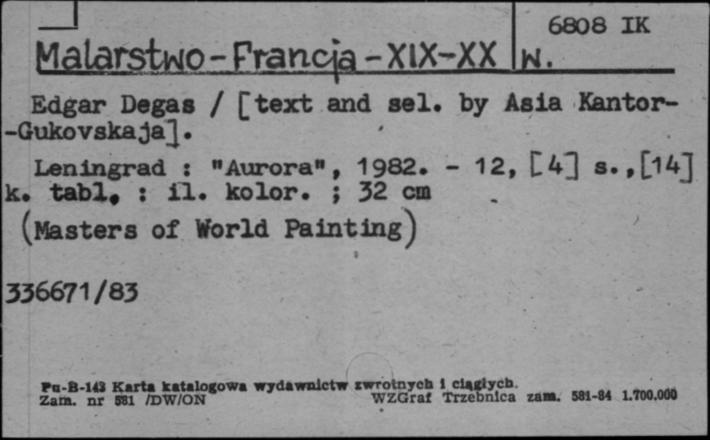 6808 IK
Malarstwo-Francja-XIX-XX w.
Edgar Degas / [text and sel. by Asia Kantor-
-Gukovskaja].
Leningrad : "Aurora", 1982. - 12, [4] s.,[14]
k. tabl. : il. kolor. ; 32 cm
(Masters of World Painting)
336671/83
Pu-B-143 Karta katalogowa wydawnictw zwrotnych i ciągłych.
Zam. nr 581 /DW/ON WZGraf Trzebnica zam. 581-84 1.700.000